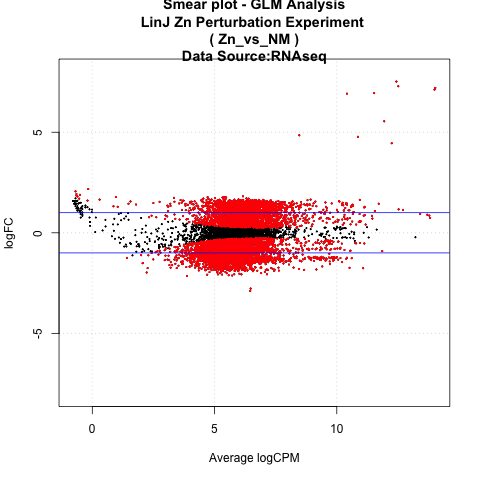 Smear plot - GLM Analysis
LinJ Zn Perturbation Experiment
( Zn_vs_NM )
Data Source:RNAseq
logFC
5
0
-5
0
5
10
Average logCPM